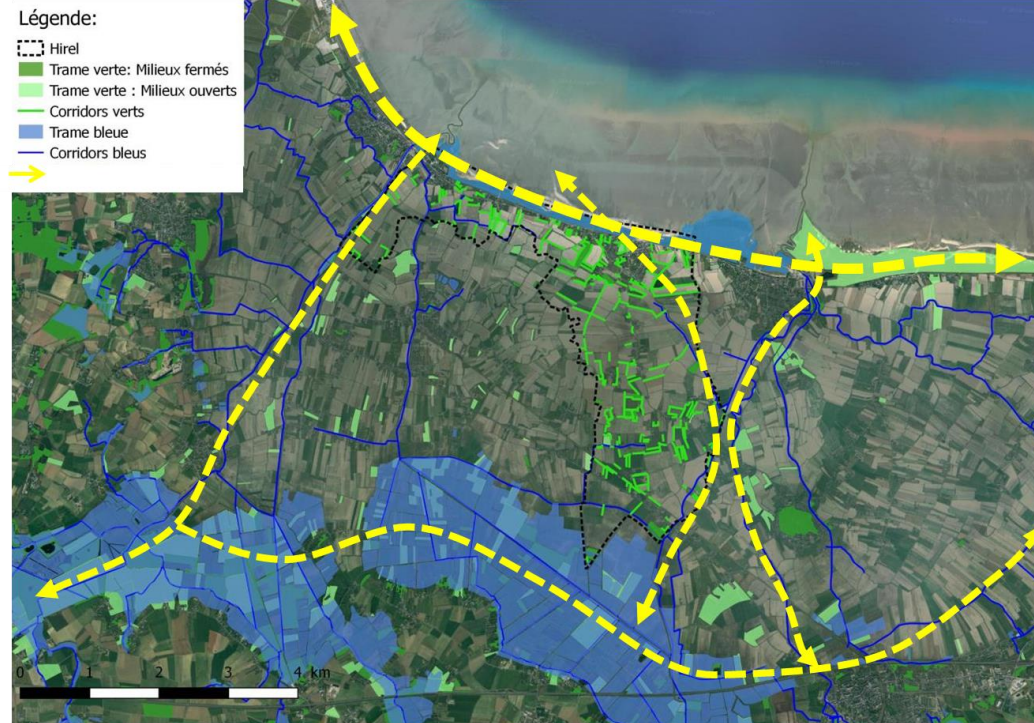 Légende:
Hirel
Trame verte: Milieux fermés
Trame verte : Milieux ouverts
Corridors verts
Trame bleue
Corridors bleus
0 1 2 3 4 km